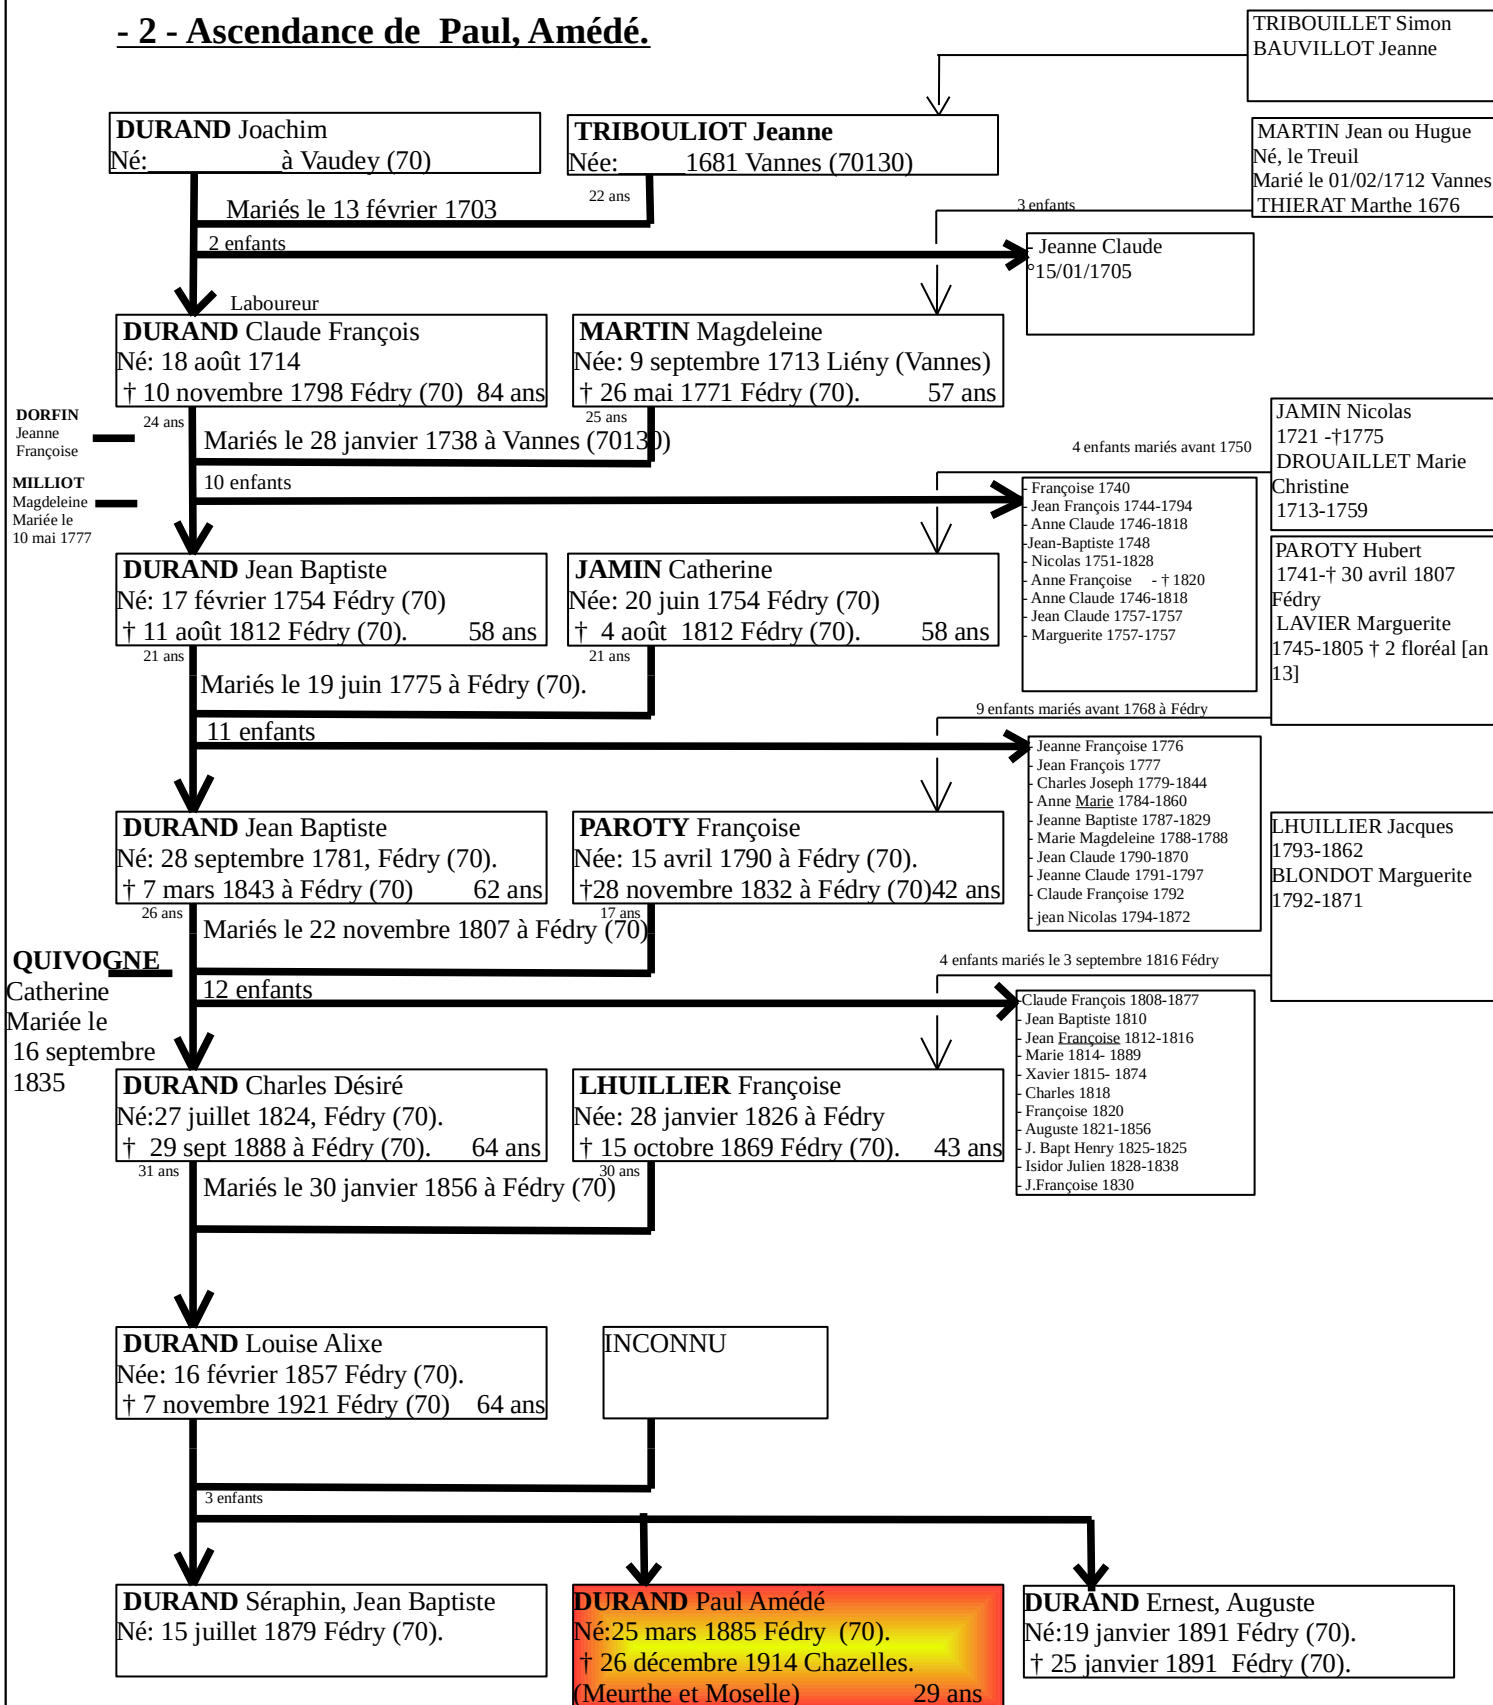 - 2 - Ascendance de  Paul, Amédé.
TRIBOUILLET Simon
BAUVILLOT Jeanne
DURAND Joachim
Né:____________à Vaudey (70)
TRIBOULIOT Jeanne
Née:______1681 Vannes (70130)
MARTIN Jean ou Hugue
Né, le Treuil
Marié le 01/02/1712 Vannes
THIERAT Marthe 1676
22 ans
Mariés le 13 février 1703
3 enfants
2 enfants
- Jeanne Claude
°15/01/1705
Laboureur
DURAND Claude François
Né: 18 août 1714
† 10 novembre 1798 Fédry (70)  84 ans
MARTIN Magdeleine
Née: 9 septembre 1713 Liény (Vannes)
† 26 mai 1771 Fédry (70).  57 ans
DORFIN
Jeanne
Françoise
24 ans
25 ans
Mariés le 28 janvier 1738 à Vannes (70130)
JAMIN Nicolas
1721 -†1775
DROUAILLET Marie
Christine
1713-1759
4 enfants mariés avant 1750
MILLIOT
Magdeleine
Mariée le
10 mai 1777
10 enfants
- Françoise 1740
- Jean François 1744-1794
- Anne Claude 1746-1818
-Jean-Baptiste 1748
- Nicolas 1751-1828
- Anne Françoise    - † 1820
- Anne Claude 1746-1818
- Jean Claude 1757-1757
- Marguerite 1757-1757
DURAND Jean Baptiste
Né: 17 février 1754 Fédry (70)
† 11 août 1812 Fédry (70).  58 ans
JAMIN Catherine
Née: 20 juin 1754 Fédry (70)
†  4 août  1812 Fédry (70).  58 ans
PAROTY Hubert
1741-† 30 avril 1807
Fédry
LAVIER Marguerite
1745-1805 † 2 floréal [an
13]
21 ans
21 ans
Mariés le 19 juin 1775 à Fédry (70).
9 enfants mariés avant 1768 à Fédry
11 enfants
- Jeanne Françoise 1776
- Jean François 1777
- Charles Joseph 1779-1844
- Anne Marie 1784-1860
- Jeanne Baptiste 1787-1829
- Marie Magdeleine 1788-1788
- Jean Claude 1790-1870
- Jeanne Claude 1791-1797
- Claude Françoise 1792
- jean Nicolas 1794-1872
DURAND Jean Baptiste
Né: 28 septembre 1781, Fédry (70).
† 7 mars 1843 à Fédry (70)  62 ans
PAROTY Françoise
Née: 15 avril 1790 à Fédry (70).
†28 novembre 1832 à Fédry (70)42 ans
LHUILLIER Jacques
1793-1862
BLONDOT Marguerite
1792-1871
26 ans
17 ans
Mariés le 22 novembre 1807 à Fédry (70)
QUIVOGNE
Catherine
Mariée le
16 septembre
1835
4 enfants mariés le 3 septembre 1816 Fédry
12 enfants
-Claude François 1808-1877
- Jean Baptiste 1810
- Jean Françoise 1812-1816
- Marie 1814- 1889
- Xavier 1815- 1874
- Charles 1818
- Françoise 1820
- Auguste 1821-1856
- J. Bapt Henry 1825-1825
- Isidor Julien 1828-1838
- J.Françoise 1830
DURAND Charles Désiré
Né:27 juillet 1824, Fédry (70).
†  29 sept 1888 à Fédry (70).  64 ans
LHUILLIER Françoise
Née: 28 janvier 1826 à Fédry
† 15 octobre 1869 Fédry (70).  43 ans
31 ans
30 ans
Mariés le 30 janvier 1856 à Fédry (70)
DURAND Louise Alixe
Née: 16 février 1857 Fédry (70).
† 7 novembre 1921 Fédry (70)  64 ans
INCONNU
3 enfants
DURAND Séraphin, Jean Baptiste
Né: 15 juillet 1879 Fédry (70).
DURAND Paul Amédé
Né:25 mars 1885 Fédry  (70).
† 26 décembre 1914 Chazelles.
(Meurthe et Moselle)  29 ans
DURAND Ernest, Auguste
Né:19 janvier 1891 Fédry (70).
† 25 janvier 1891  Fédry (70).